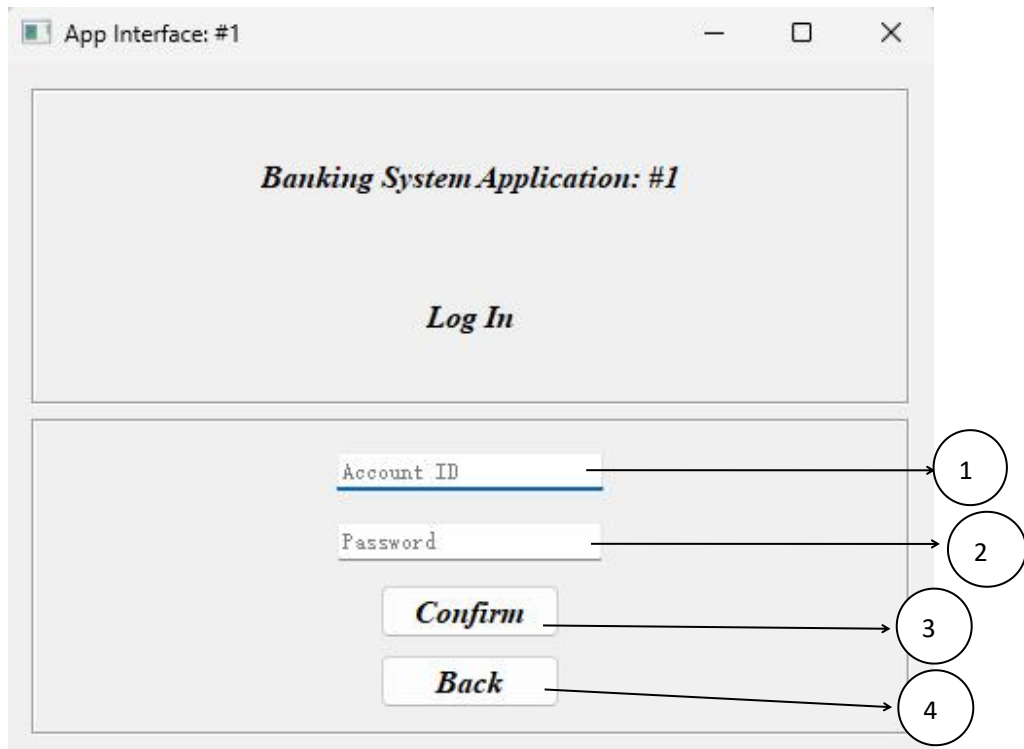 App Interface: #1
Banking System Application: #1
Log In
Account ID
1
Password
2
Confirm
3
Back
4